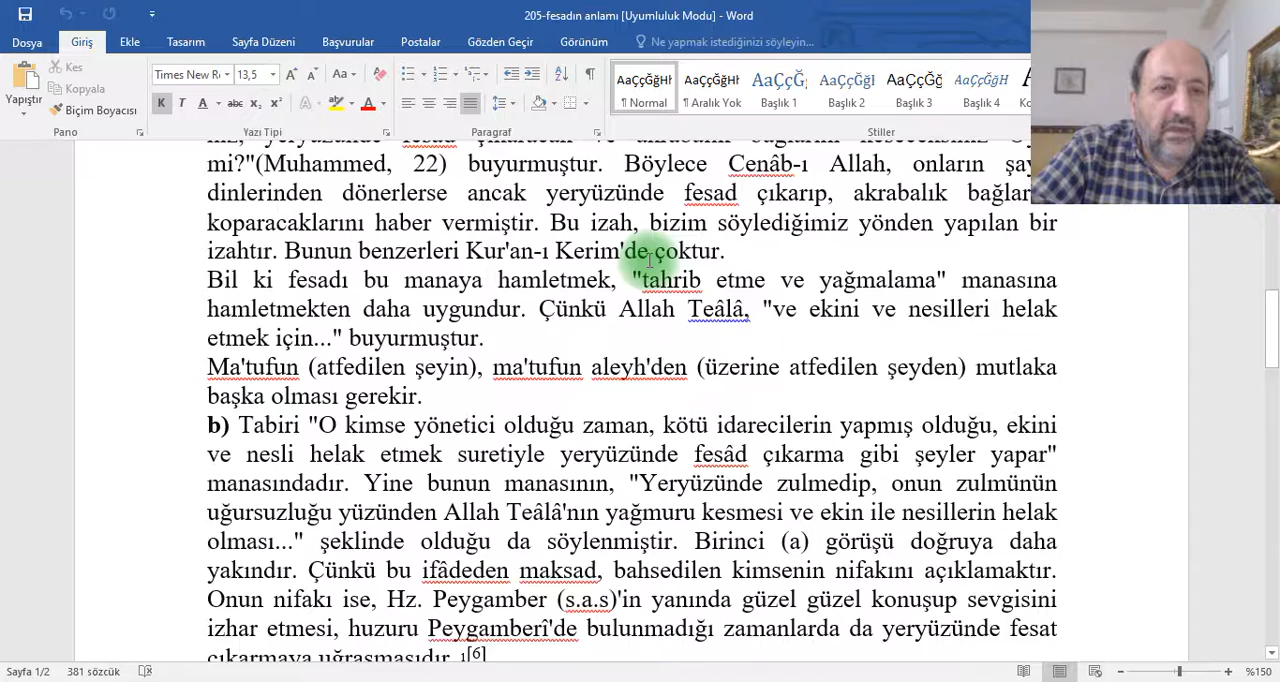 205-fesadın anlamı [Uyumluluk Modu] - Word
Dosya Giriş Ekle Tasarım Sayfa Düzeni Başvurular Postalar Gözden Geçir Görünüm Ne yapmak istediğinizi söyleyin...
Yapıştır
Kes
Kopyala
Biçim Boyacısı
Pano
Times New Ro 13,5
K T A abc x₂ x²
Yazı Tipi
Paragraf
AaÇçĞğHł AaÇçĞğHł AaÇçĞ AaÇçĞğI AaÇçĞğ AaÇçĞğH
¶ Normal ¶ Aralık Yok Başlık 1 Başlık 2 Başlık 3 Başlık 4
Stiller
mi?"(Muhammed, 22) buyurmuştur. Böylece Cenâb-ı Allah, onların şay
dinlerinden dönerlerse ancak yeryüzünde fesad çıkarıp, akrabalık bağlar
koparacaklarını haber vermiştir. Bu izah, bizim söylediğimiz yönden yapılan bir
izahtır. Bunun benzerleri Kur'an-ı Kerim'de çoktur.
Bil ki fesadı bu manaya hamletmek, "tahrib etme ve yağmalama" manasına
hamletmekten daha uygundur. Çünkü Allah Teâlâ, "ve ekini ve nesilleri helak
etmek için..." buyurmuştur.
Ma'tufun (atfedilen şeyin), ma'tufun aleyh'den (üzerine atfedilen şeyden) mutlaka
başka olması gerekir.
b) Tabiri "O kimse yönetici olduğu zaman, kötü idarecilerin yapmış olduğu, ekini
ve nesli helak etmek suretiyle yeryüzünde fesâd çıkarma gibi şeyler yapar"
manasındadır. Yine bunun manasının, "Yeryüzünde zulmedip, onun zulmünün
uğursuzluğu yüzünden Allah Teâlâ'nın yağmuru kesmesi ve ekin ile nesillerin helak
olması..." şeklinde olduğu da söylenmiştir. Birinci (a) görüşü doğruya daha
yakındır. Çünkü bu ifâdeden maksad, bahsedilen kimsenin nifakını açıklamaktır.
Onun nifakı ise, Hz. Peygamber (s.a.s)'in yanında güzel güzel konuşup sevgisini
izhar etmesi, huzuru Peygamberî'de bulunmadığı zamanlarda da yeryüzünde fesat
çıkarmaya uğraşmasıdır. 1[6]
Sayfa 1/2 381 sözcük %150